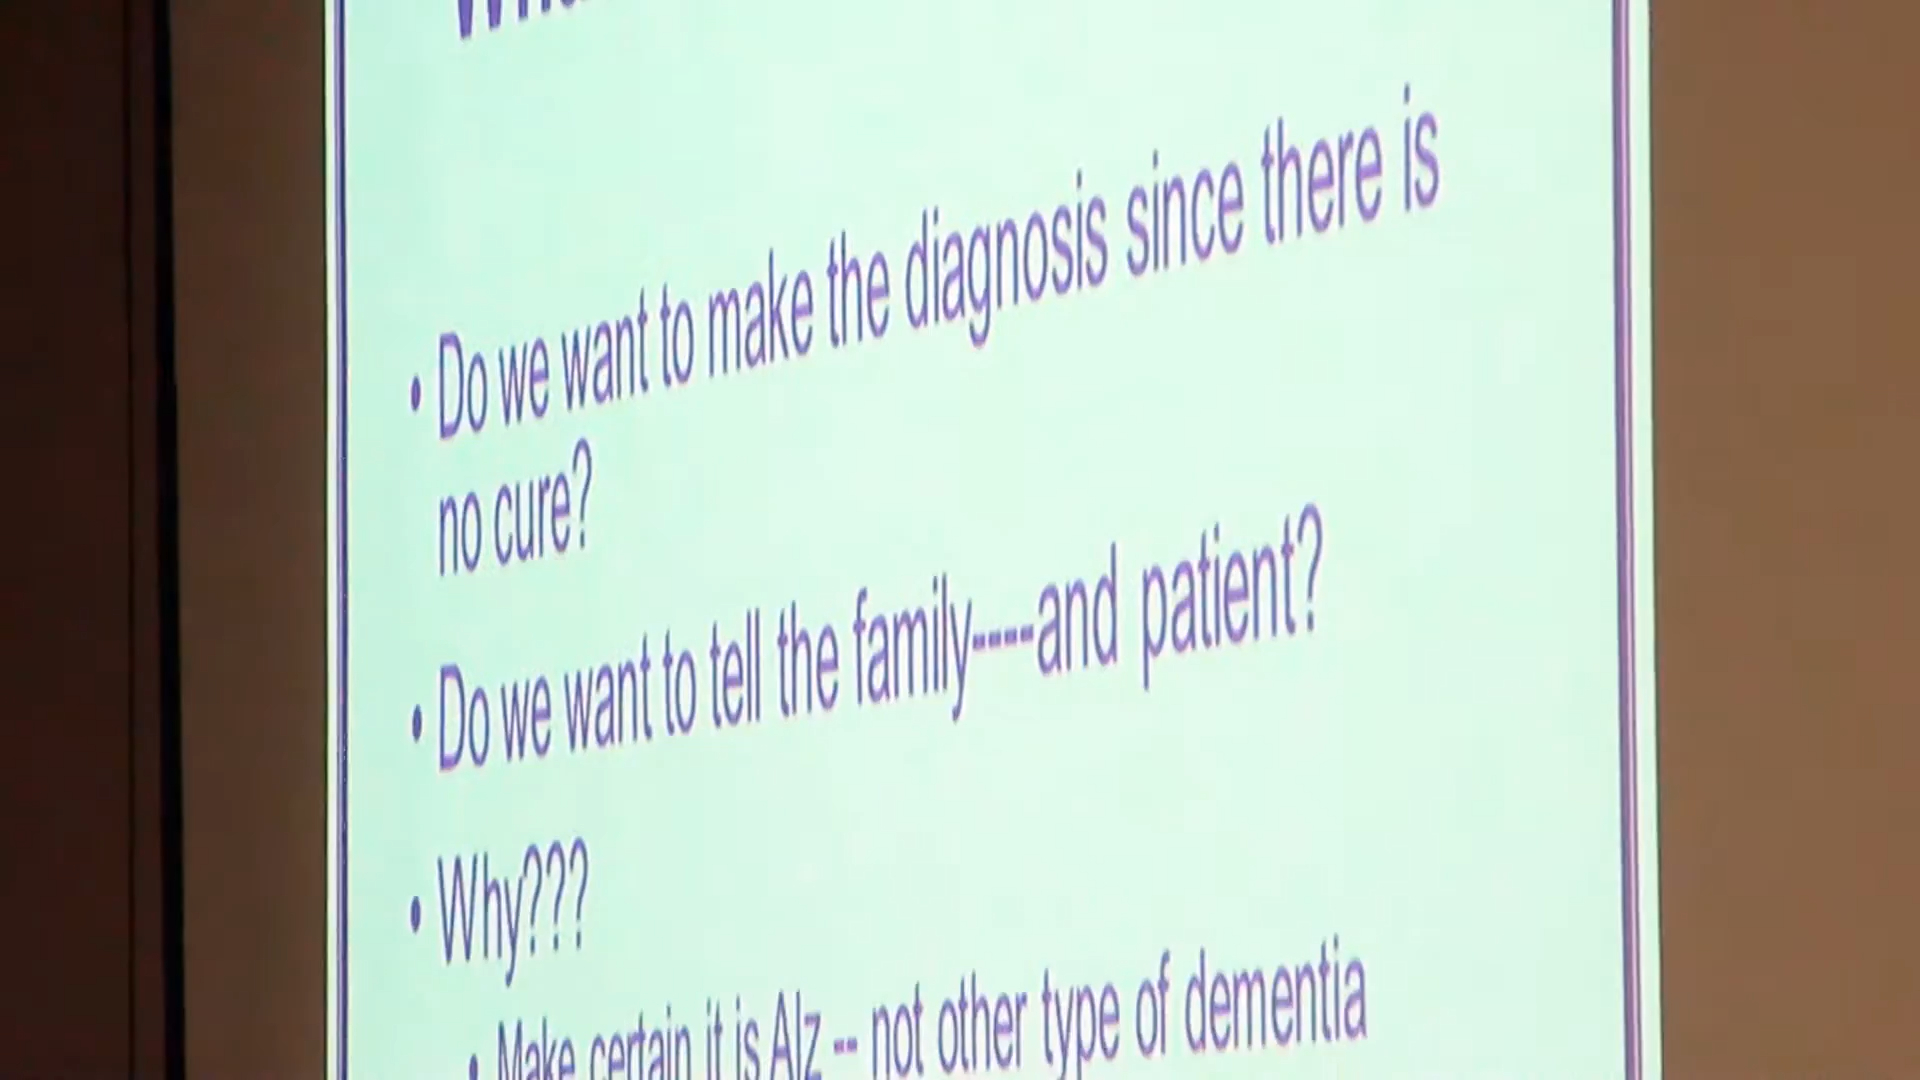 • Do we want to make the diagnosis since there is
no cure?
• Do we want to tell the family----and patient?
• Why???
• Make certain it is Alz -- not other type of dementia